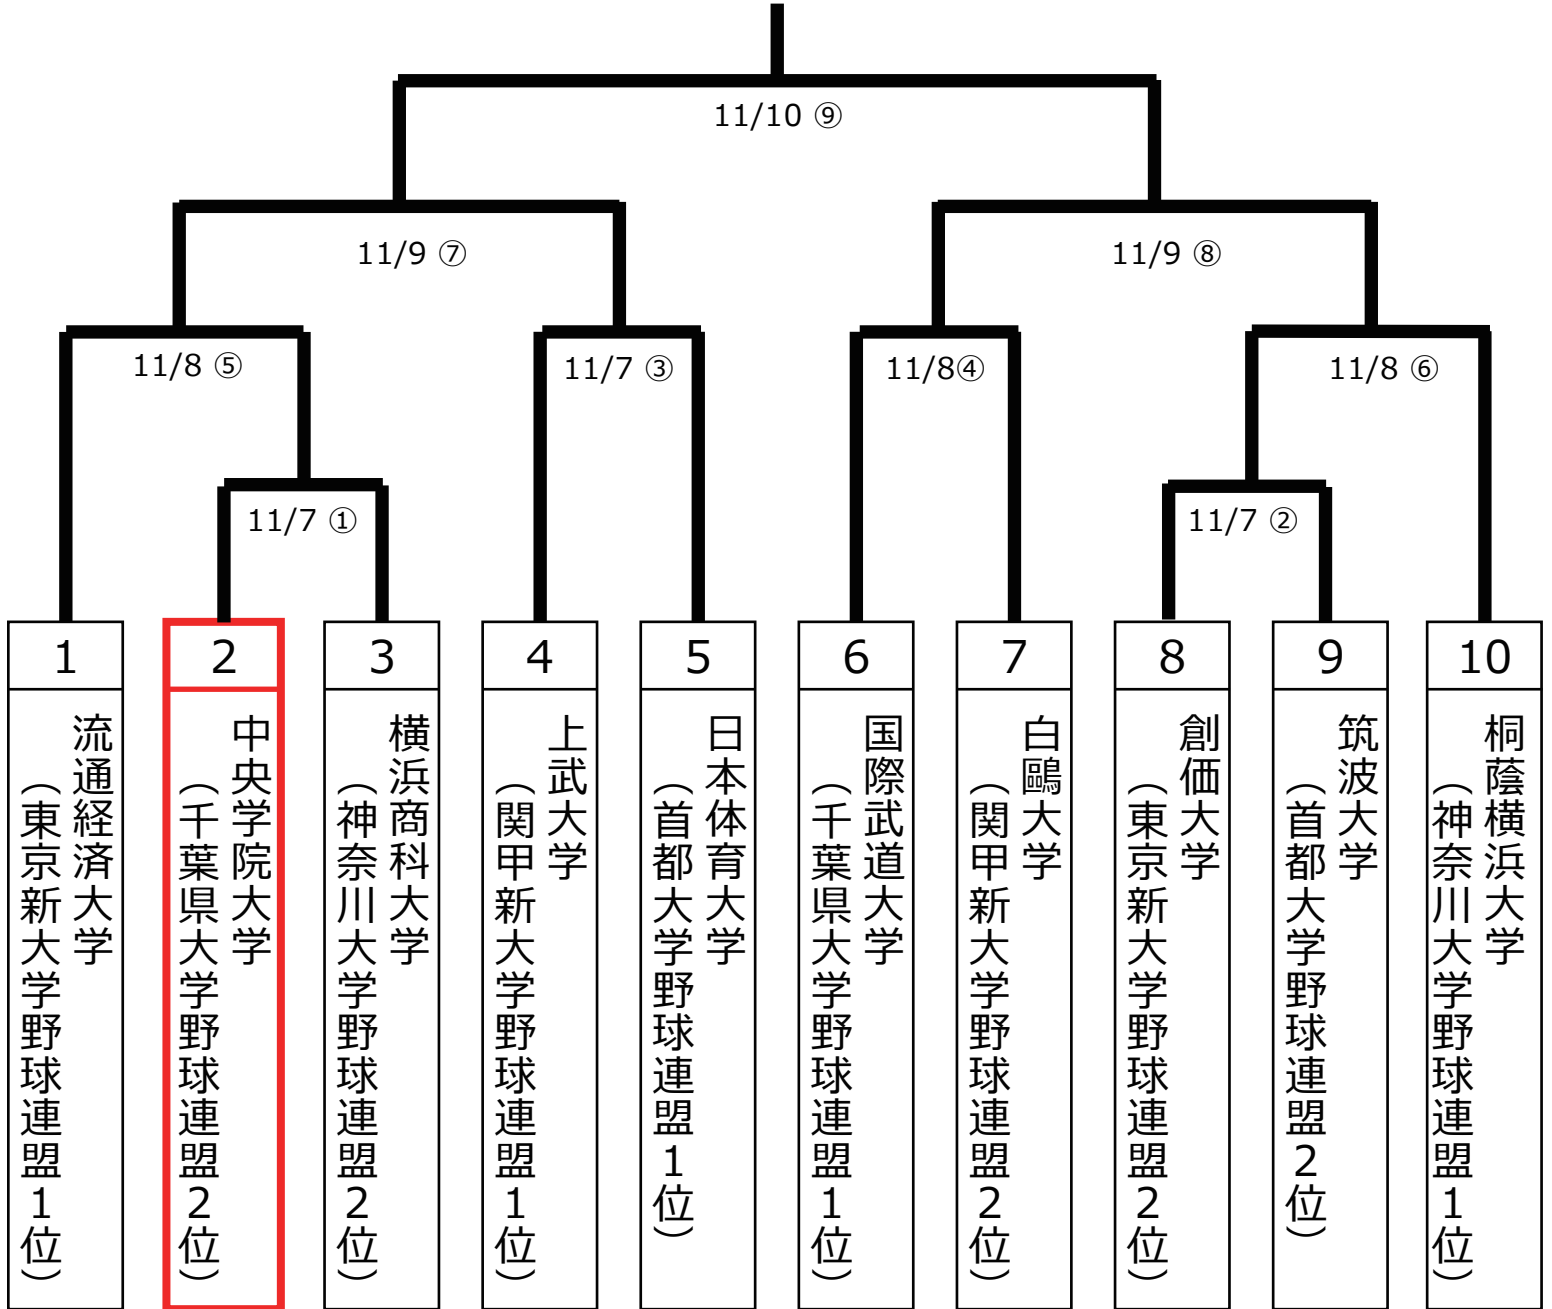 11/10 ⑨
11/9 ⑦
11/9 ⑧
11/8 ⑤
11/7 ③
11/8④
11/8 ⑥
11/7 ①
11/7 ②
1
流通経済大学
（東京新大学野球連盟1位）
2
中央学院大学
（千葉県大学野球連盟2位）
3
横浜商科大学
（神奈川大学野球連盟2位）
4
上武大学
（関甲新大学野球連盟1位）
5
日本体育大学
（首都大学野球連盟1位）
6
国際武道大学
（千葉県大学野球連盟1位）
7
白鷗大学
（関甲新大学野球連盟2位）
8
創価大学
（東京新大学野球連盟2位）
9
筑波大学
（首都大学野球連盟2位）
10
桐蔭横浜大学
（神奈川大学野球連盟1位）